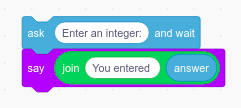 ask Enter an integer: and wait
say join You entered answer